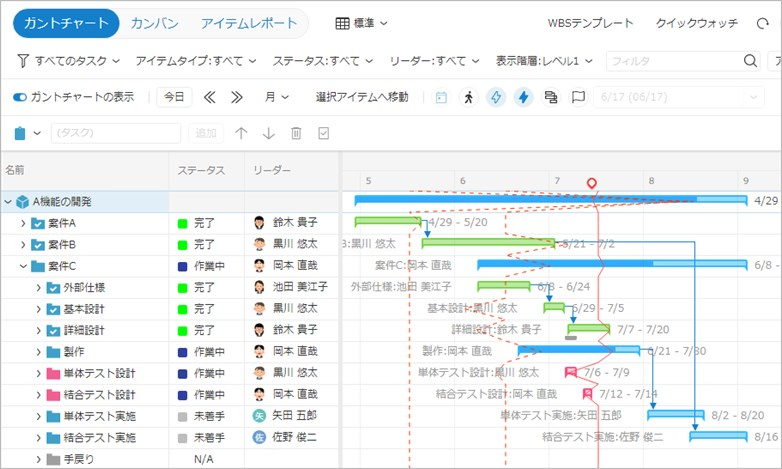 ガントチャート カンバン アイテムレポート 標準 WBSテンプレート クイックウォッチ
すべてのタスク アイテムタイプ:すべて ステータス:すべて リーダー:すべて 表示階層:レベル1 フィルタ
ガントチャートの表示 今日 月 選択アイテムへ移動 6/17 (06/17)
(タスク) 追加
名前 ステータス リーダー 5 6 7 8 9
A機能の開発 4/29
案件A 完了 鈴木 貴子 4/29 - 5/20
案件B 完了 黒川 悠太 B:黒川 悠太 5/21 - 7/2
案件C 作業中 岡本 直哉 案件C:岡本 直哉 6/8 -
外部仕様 完了 池田 美江子 外部仕様:池田 美江子 6/8 - 6/24
基本設計 完了 黒川 悠太 基本設計:黒川 悠太 6/29 - 7/5
詳細設計 完了 鈴木 貴子 詳細設計:鈴木 貴子 7/7 - 7/20
製作 作業中 岡本 直哉 製作:岡本 直哉 6/21 - 7/30
単体テスト設計 作業中 黒川 悠太 単体テスト設計:黒川 悠太 7/6 - 7/9
結合テスト設計 作業中 岡本 直哉 結合テスト設計:岡本 直哉 7/12 - 7/14
単体テスト実施 未着手 矢 矢田 五郎 単体テスト実施:矢田 五郎 8/2 - 8/20
結合テスト実施 未着手 佐 佐野 俊二 結合テスト実施:佐野 俊二 8/16
手戻り N/A